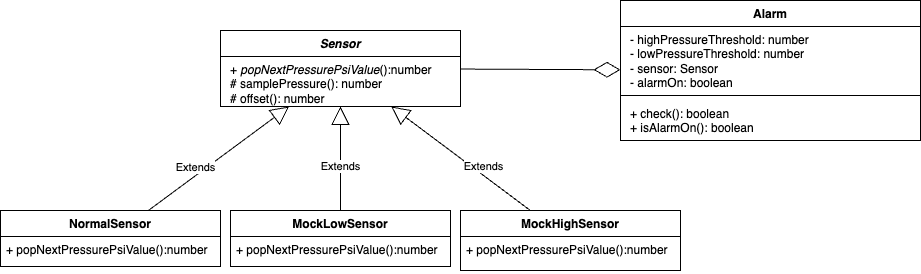 Sensor
+ popNextPressurePsiValue():number
# samplePressure(): number
# offset(): number
Alarm
- highPressureThreshold: number
- lowPressureThreshold: number
- sensor: Sensor
- alarmOn: boolean
+ check(): boolean
+ isAlarmOn(): boolean
Extends
Extends
Extends
NormalSensor
+ popNextPressurePsiValue():number
MockLowSensor
+ popNextPressurePsiValue():number
MockHighSensor
+ popNextPressurePsiValue():number